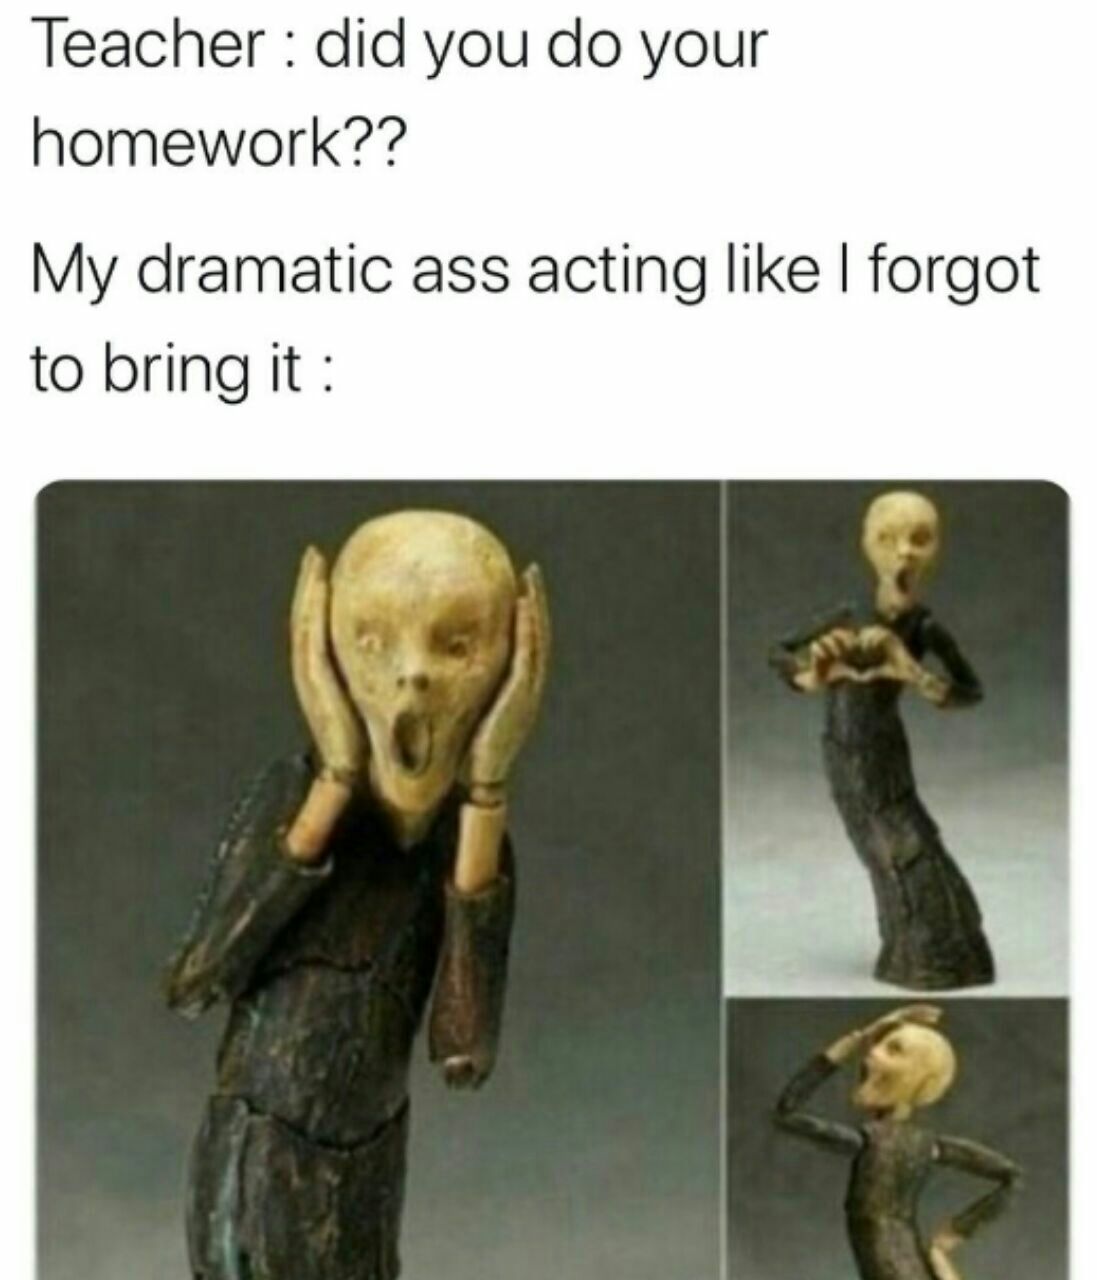 Teacher : did you do your
homework??
My dramatic ass acting like I forgot
to bring it :